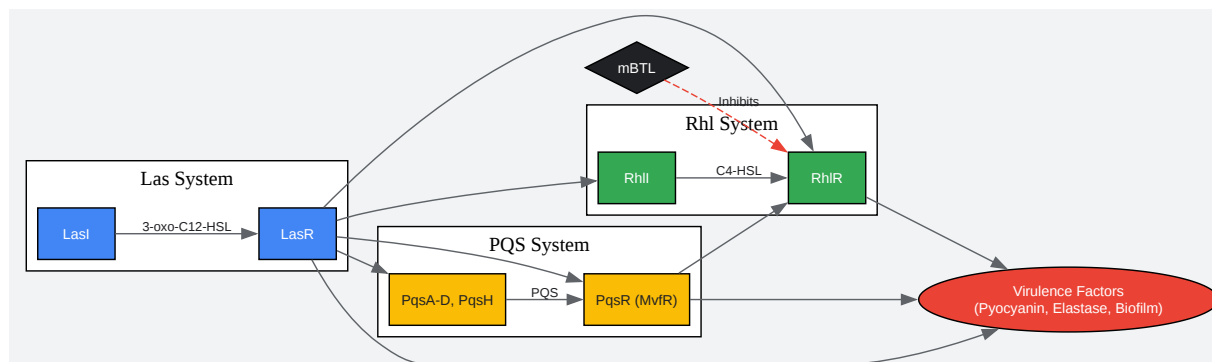 mBTL
Inhibits
Rhl System
RhlI
C4-HSL
RhlR
Las System
LasI
3-oxo-C12-HSL
LasR
PQS System
PqsA-D, PqsH
PQS
PqsR (MvfR)
Virulence Factors
(Pyocyanin, Elastase, Biofilm)